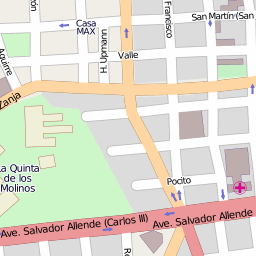 Casa
MAX
San Martín (San
Francisco
H. Upmann
Valle
Aguirre
Zanja
La Quinta
de los
Molinos
Pocito
Ave. Salvador Allende (Carlos III)
Ave. Salvador Allende